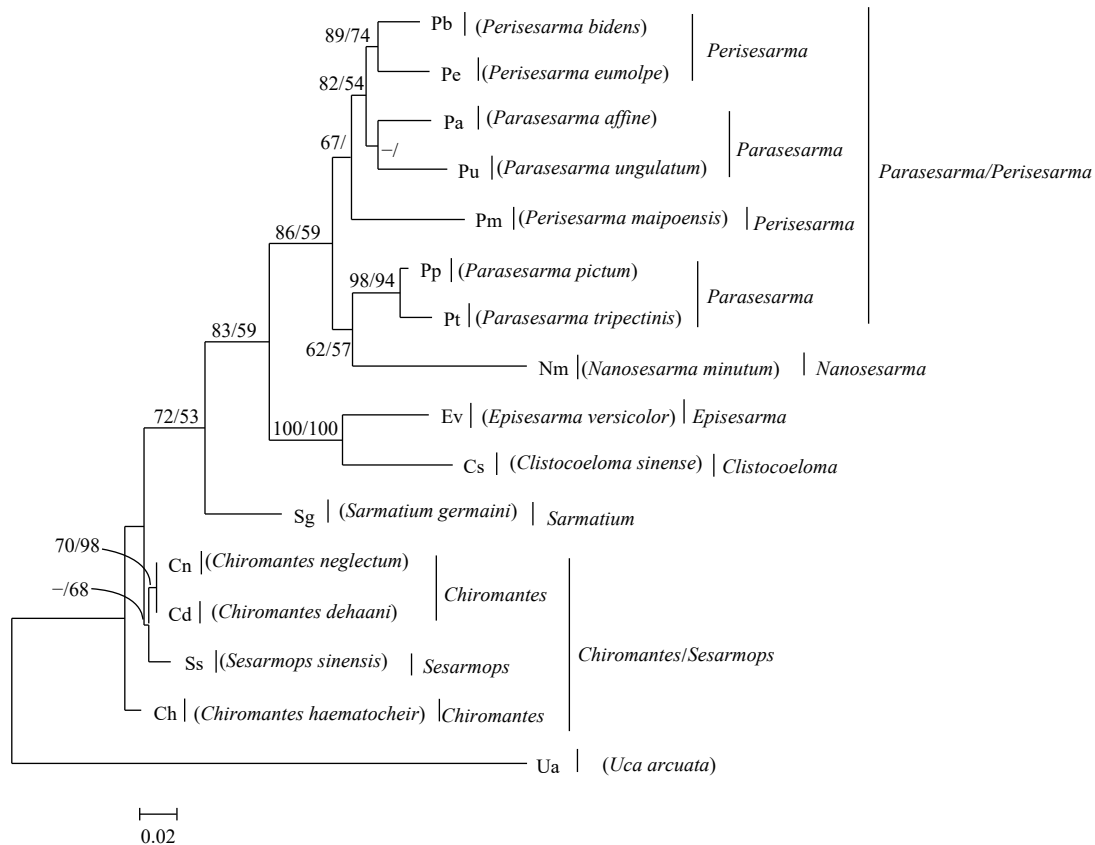 89/74
Pb (Perisesarma bidens)
Perisesarma
Pe (Perisesarma eumolpe)
82/54
Pa (Parasesarma affine)
Parasesarma
−/
67/
Pu (Parasesarma ungulatum)
Parasesarma/Perisesarma
Pm (Perisesarma maipoensis) Perisesarma
86/59
Pp (Parasesarma pictum)
98/94
Parasesarma
Pt (Parasesarma tripectinis)
83/59
62/57
Nm (Nanosesarma minutum) Nanosesarma
72/53
Ev (Episesarma versicolor) Episesarma
100/100
Cs (Clistocoeloma sinense) Clistocoeloma
Sg (Sarmatium germaini) Sarmatium
70/98
Cn (Chiromantes neglectum)
Chiromantes
−/68
Cd (Chiromantes dehaani)
Chiromantes/Sesarmops
Ss (Sesarmops sinensis) Sesarmops
Ch (Chiromantes haematocheir) Chiromantes
Ua (Uca arcuata)
0.02